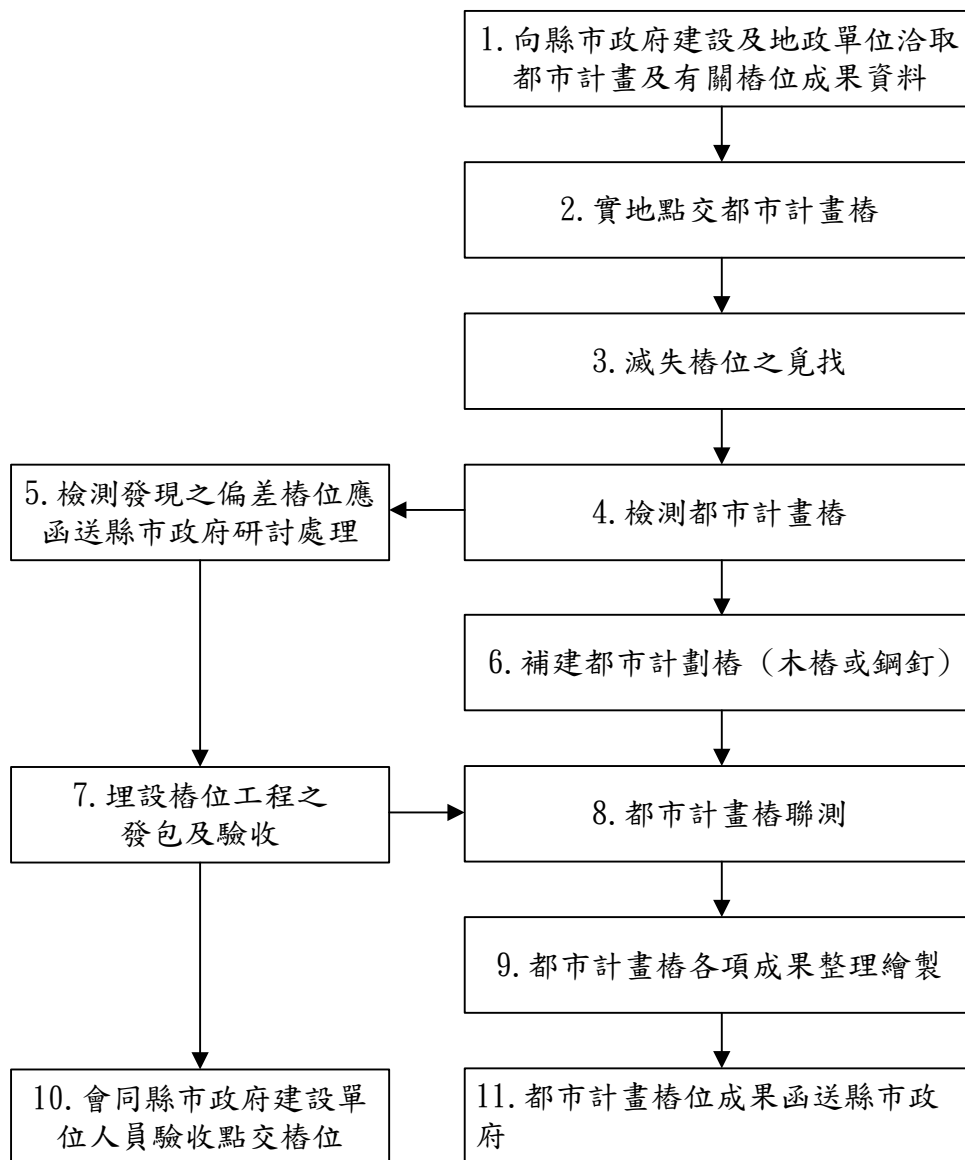 1.向縣市政府建設及地政單位洽取
都市計畫及有關樁位成果資料
2.實地點交都市計畫樁
3.滅失樁位之覓找
4.檢測都市計畫樁
5.檢測發現之偏差樁位應
函送縣市政府研討處理
6.補建都市計劃樁（木樁或鋼釘）
7.埋設樁位工程之
發包及驗收
8.都市計畫樁聯測
9.都市計畫樁各項成果整理繪製
10.會同縣市政府建設單
位人員驗收點交樁位
11.都市計畫樁位成果函送縣市政
府